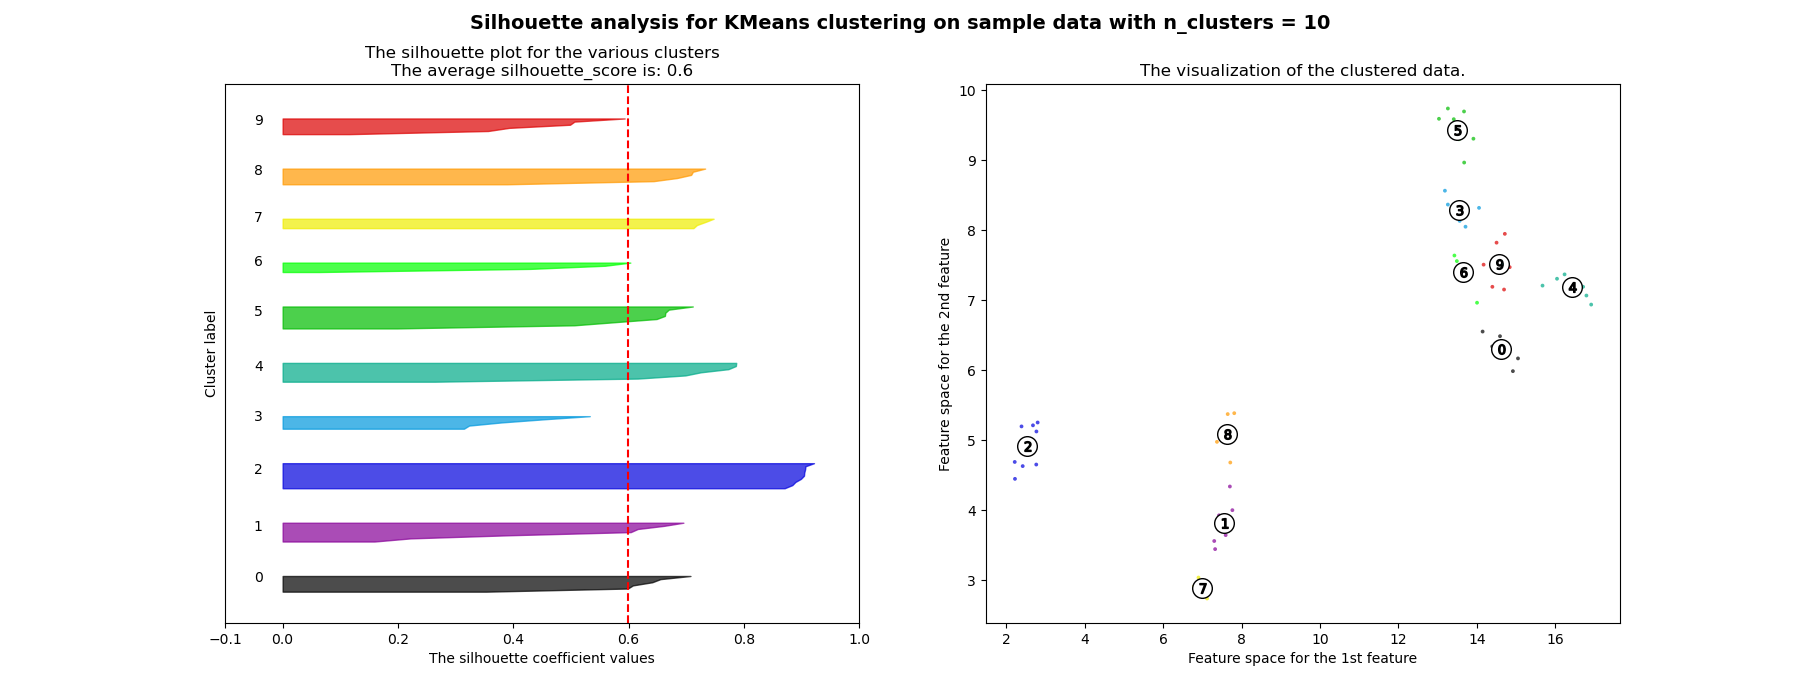 Silhouette analysis for KMeans clustering on sample data with n_clusters = 10
The silhouette plot for the various clusters
The average silhouette_score is: 0.6
9
8
7
6
5
4
3
2
1
0
Cluster label
−0.1 0.0 0.2 0.4 0.6 0.8 1.0
The silhouette coefficient values
The visualization of the clustered data.
10
9
8
7
6
5
4
3
Feature space for the 2nd feature
5
3
9
6
4
0
8
2
1
7
2 4 6 8 10 12 14 16
Feature space for the 1st feature